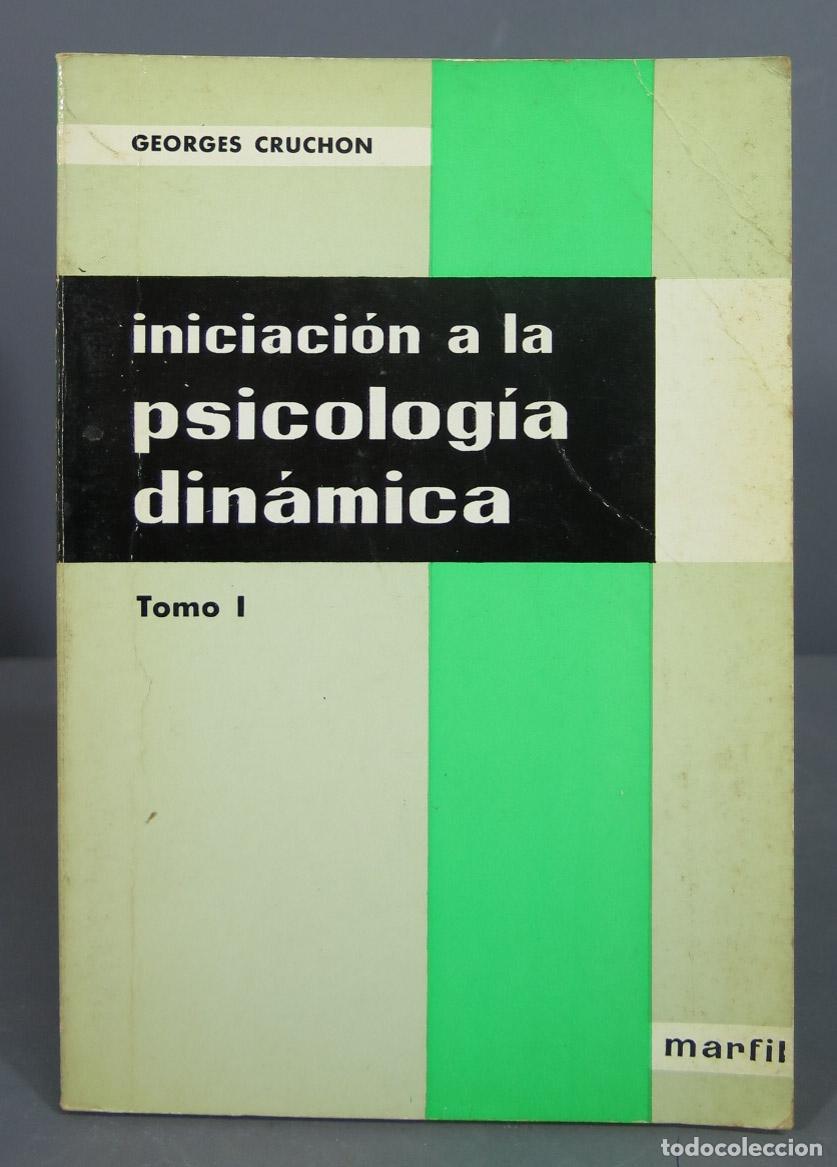 GEORGES CRUCHON
iniciación a la
psicología
dinámica
Tomo I
marfil
todocoleccion